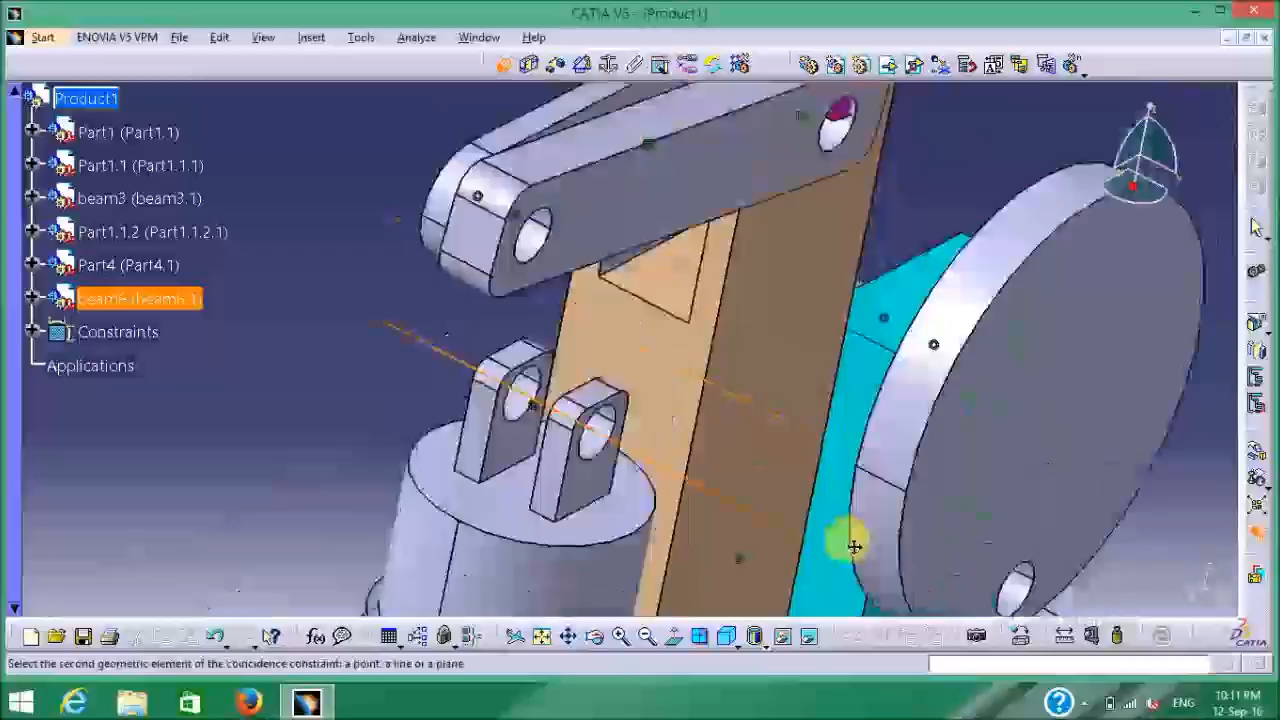 CATIA V5 - [Product1]
Start ENOVIA V5 VPM File Edit View Insert Tools Analyze Window Help
Product1
Part1 (Part1.1)
Part1.1 (Part1.1.1)
beam3 (beam3.1)
Part1.1.2 (Part1.1.2.1)
Part4 (Part4.1)
Constraints
Applications
f(x)
CATIA
Select the second geometric element of the coincidence constraint: a point, a line or a plane
ENG
10:11 PM
12-Sep-16